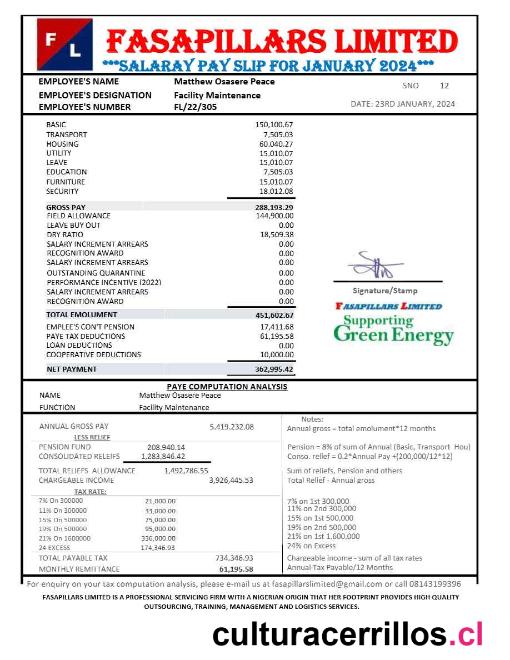 F L
FASAPILLARS LIMITED
***SALARAY PAY SLIP FOR JANUARY 2024***
EMPLOYEE'S NAME Matthew Osasere Peace
SNO 12
EMPLOYEE'S DESIGNATION Facility Maintenance
EMPLOYEE'S NUMBER FL/22/305
DATE: 23RD JANUARY, 2024
BASIC 150,100.67
TRANSPORT 7,505.03
HOUSING 60,040.27
UTILITY 15,010.07
LEAVE 15,010.07
EDUCATION 7,505.03
FURNITURE 15,010.07
SECURITY 18,012.08
GROSS PAY 288,193.29
FIELD ALLOWANCE 144,900.00
LEAVE BUY OUT 0.00
DRY RATIO 18,509.38
SALARY INCREMENT ARREARS 0.00
RECOGNITION AWARD 0.00
SALARY INCREMENT ARREARS 0.00
OUTSTANDING QUARANTINE 0.00
PERFORMANCE INCENTIVE (2022) 0.00
SALARY INCREMENT ARREARS 0.00
RECOGNITION AWARD 0.00
Signature/Stamp
FASAPILLARS LIMITED
Supporting
Green Energy
TOTAL EMOLUMENT 451,602.67
EMPLEE'S CON'T PENSION 17,411.68
PAYE TAX DEDUCTIONS 61,195.58
LOAN DEDUCTIONS 0.00
COOPERATIVE DEDUCTIONS 10,000.00
NET PAYMENT 362,995.42
PAYE COMPUTATION ANALYSIS
NAME Matthew Osasere Peace
FUNCTION Facility Maintenance
Notes:
ANNUAL GROSS PAY 5,419,232.08 Annual gross = total emolument*12 months
LESS RELIEF
PENSION FUND 208,940.14 Pension = 8% of sum of Annual (Basic, Transport Hou)
CONSOLIDATED RELEIFS 1,283,846.42 Conso. relief = 0.2*Annual Pay +(200,000/12*12]
TOTAL RELIEFS ALLOWANCE 1,492,786.55 Sum of reliefs, Pension and others
CHARGEABLE INCOME 3,926,445.53 Total Relief - Annual gross
TAX RATE:
7% On 300000 21,000.00 7% on 1st 300,000
11% On 300000 33,000.00 11% on 2nd 300,000
15% On 500000 75,000.00 15% on 1st 500,000
19% On 500000 95,000.00 19% on 2nd 500,000
21% On 1600000 336,000.00 21% on 1st 1,600,000
24 EXCESS 174,346.93 24% on Excess
TOTAL PAYABLE TAX 734,346.93 Chargeable income - sum of all tax rates
MONTHLY REMITTANCE 61,195.58 Annual-Tax Payable/12 Months
For enquiry on your tax computation analysis, please e-mail us at fasapillarslimited@gmail.com or call 08143199396
FASAPILLARS LIMITED IS A PROFESSIONAL SERVICING FIRM WITH A NIGERIAN ORIGIN THAT HER FOOTPRINT PROVIDES HIGH QUALITY
OUTSOURCING, TRAINING, MANAGEMENT AND LOGISTICS SERVICES.
culturacerrillos.cl